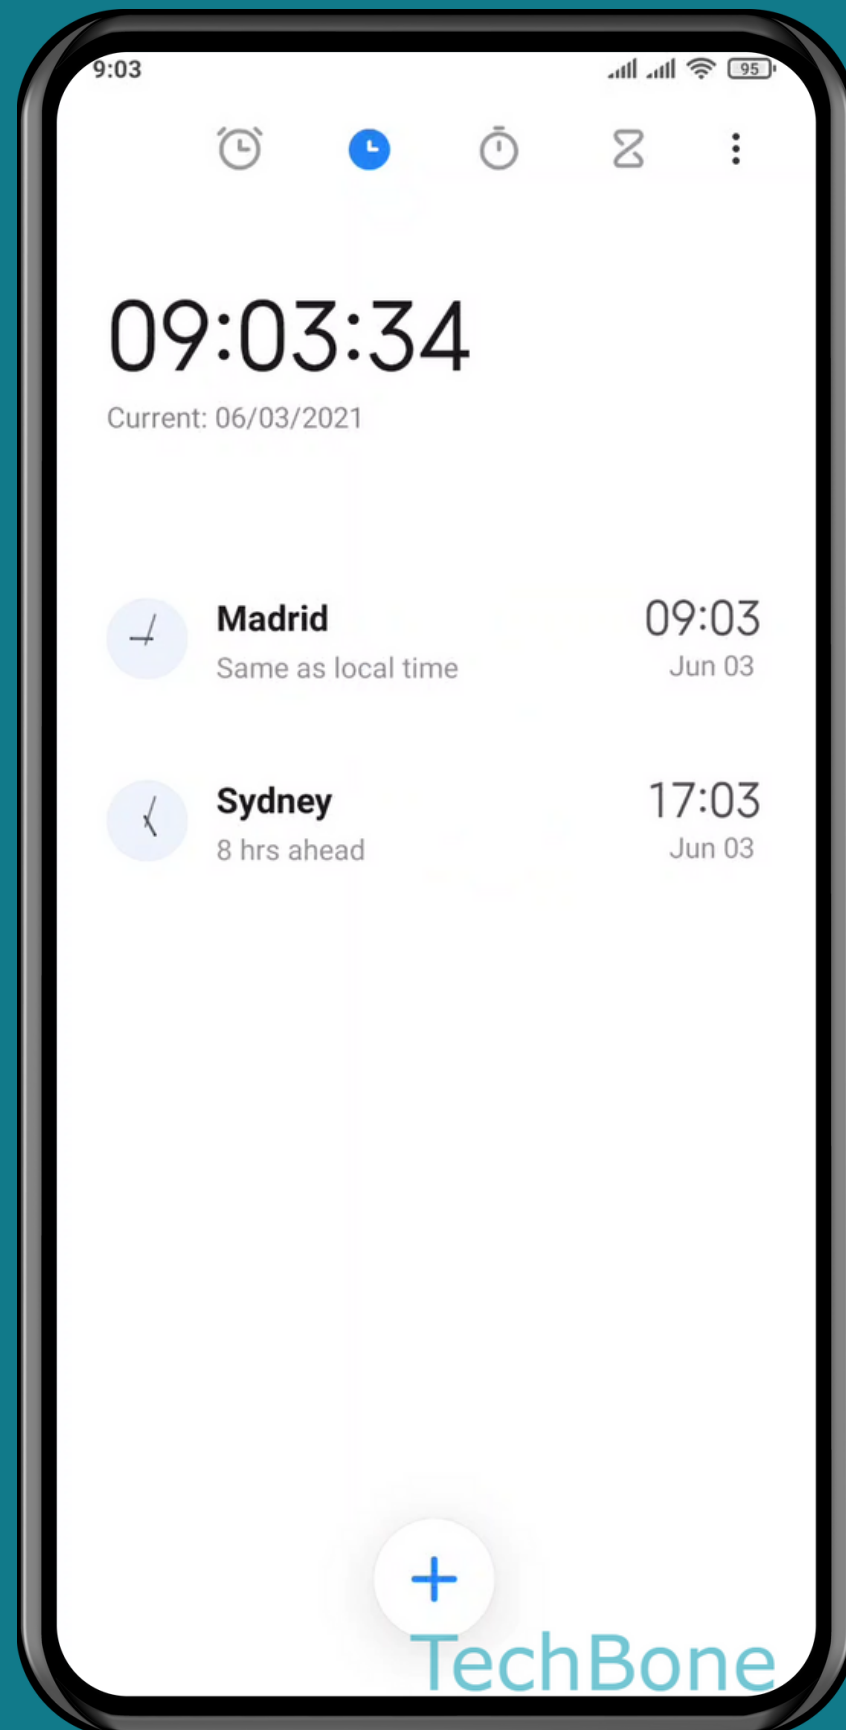 9:03
95
09:03:34
Current: 06/03/2021
Madrid
09:03
Same as local time
Jun 03
Sydney
17:03
8 hrs ahead
Jun 03
TechBone